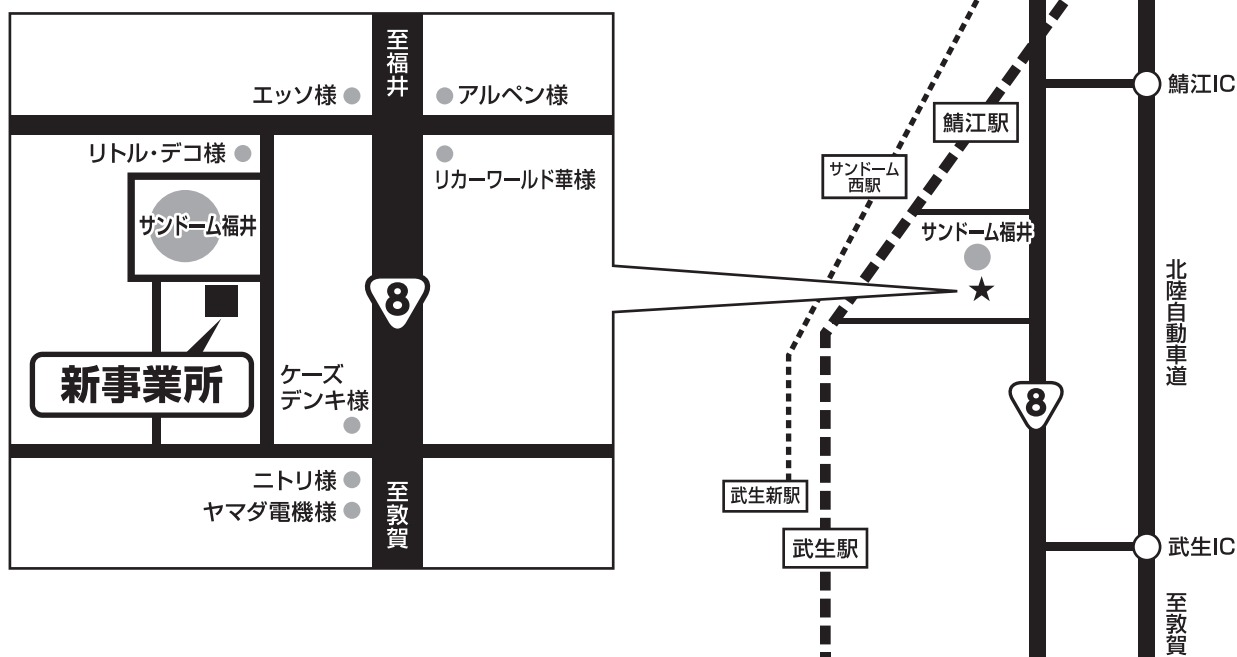 至福井
エッソ様
アルペン様
リトル・デコ様
リカーワールド華様
サンドーム福井
8
新事業所
ケーズ
デンキ様
ニトリ様
ヤマダ電機様
至敦賀
鯖江IC
鯖江駅
サンドーム
西駅
サンドーム福井
北陸自動車道
8
武生新駅
武生駅
武生IC
至敦賀